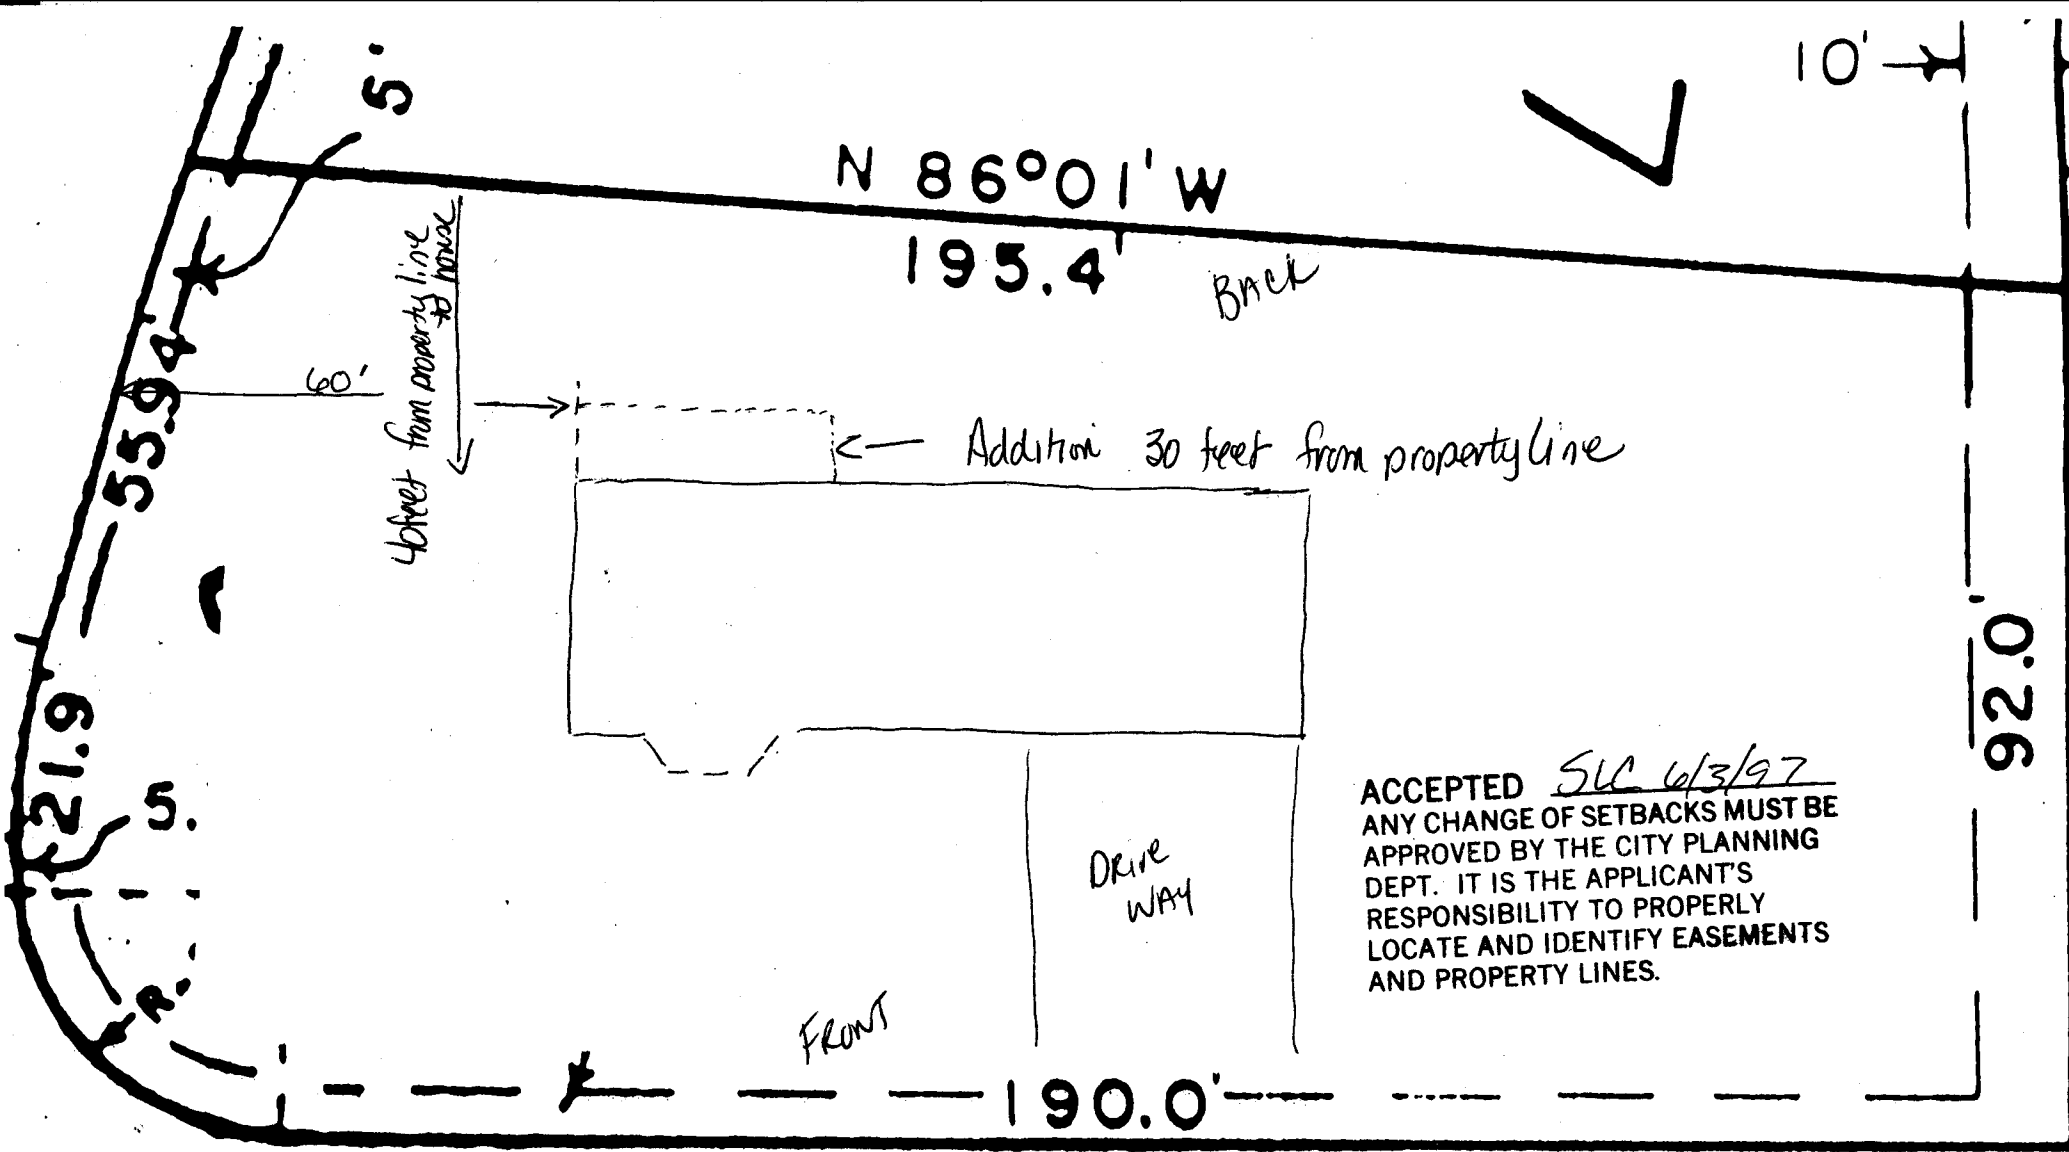 5'
10'
N 86°01' W
195.4'
BACK
40 feet from property line
to house
60'
55.94'
Addition 30 feet from property line
21.9'
5.
92.0'
ACCEPTED SLC 6/3/97
ANY CHANGE OF SETBACKS MUST BE
APPROVED BY THE CITY PLANNING
DEPT. IT IS THE APPLICANT'S
RESPONSIBILITY TO PROPERLY
LOCATE AND IDENTIFY EASEMENTS
AND PROPERTY LINES.
DRIVE
WAY
R.
FRONT
190.0'